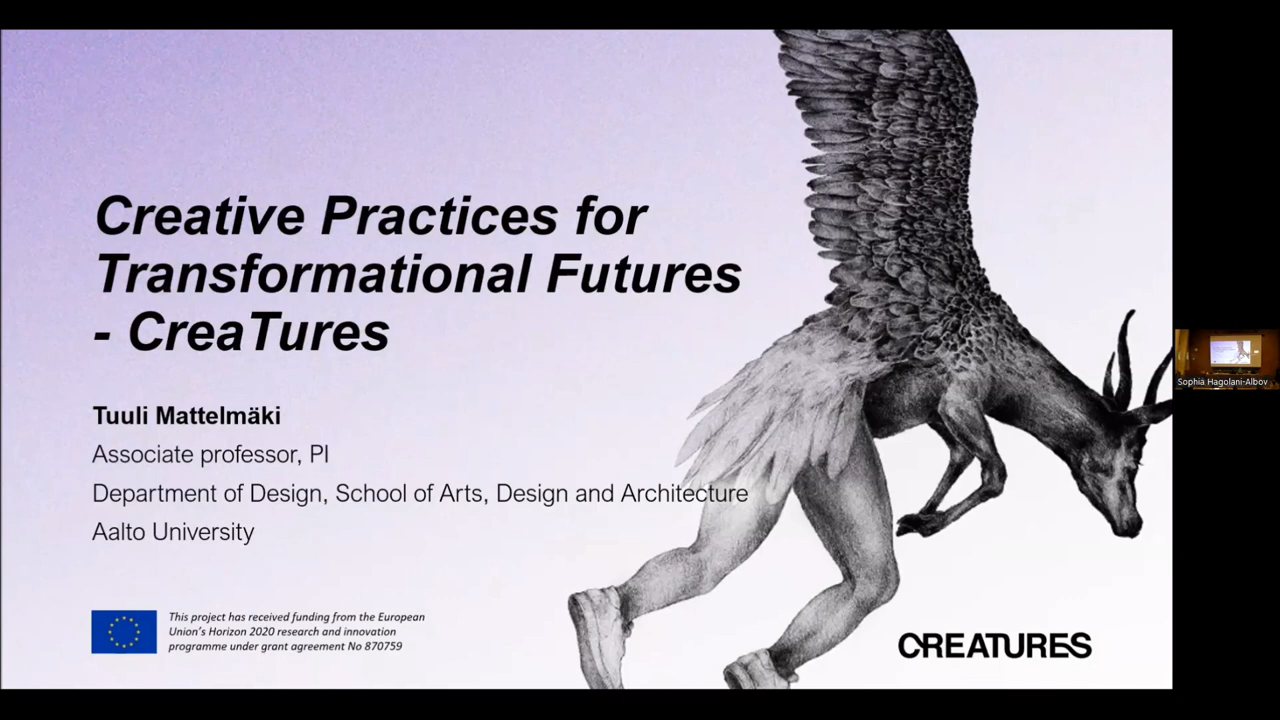 Creative Practices for
Transformational Futures
- CreaTures
Tuuli Mattelmäki
Associate professor, PI
Department of Design, School of Arts, Design and Architecture
Aalto University
This project has received funding from the European
Union's Horizon 2020 research and innovation
programme under grant agreement No 870759
CREATURES
Sophia Hagolani-Albov